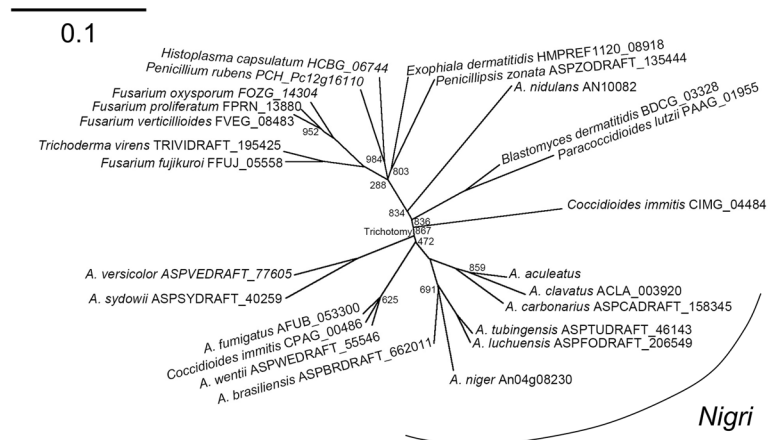 0.1
Histoplasma capsulatum HCBG_06744
Penicillium rubens PCH_Pc12g16110
Exophiala dermatitidis HMPREF1120_08918
Penicillipsis zonata ASPZODRAFT_135444
A. nidulans AN10082
Fusarium oxysporum FOZG_14304
Fusarium proliferatum FPRN_13880
Fusarium verticillioides FVEG_08483
952
Blastomyces dermatitidis BDCG_03328
Paracoccidioides lutzii PAAG_01955
Trichoderma virens TRIVIDRAFT_195425
Fusarium fujikuroi FFUJ_05558
984
803
288
Coccidioides immitis CIMG_04484
834
836
Trichotomy
867
472
A. versicolor ASPVEDRAFT_77605
A. sydowii ASPSYDRAFT_40259
859
A. aculeatus
A. clavatus ACLA_003920
A. carbonarius ASPCADRAFT_158345
691
625
A. fumigatus AFUB_053300
Coccidioides immitis CPAG_00486
A. wentii ASPWEDRAFT_55546
A. brasiliensis ASPBRDRAFT_662011
A. tubingensis ASPTUDRAFT_46143
A. luchuensis ASPFODRAFT_206549
A. niger An04g08230
Nigri